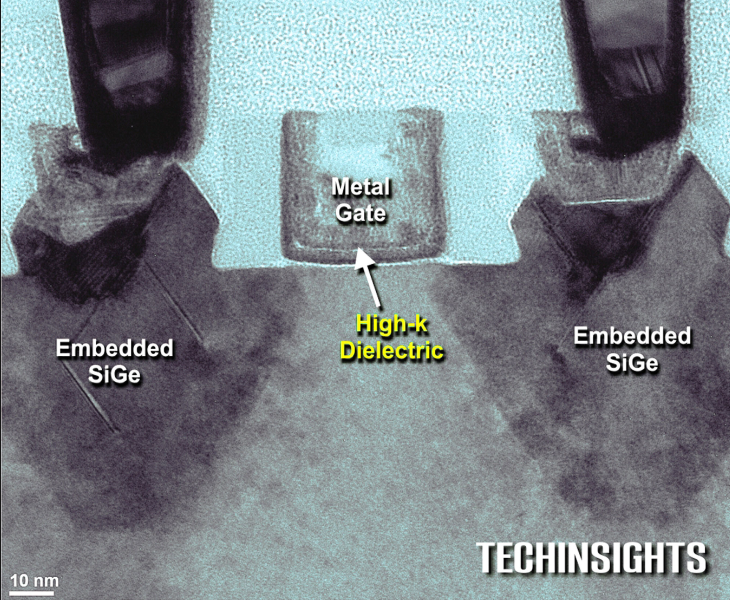 Metal
Gate
High-k
Dielectric
Embedded
SiGe
Embedded
SiGe
TECHINSIGHTS
10 nm